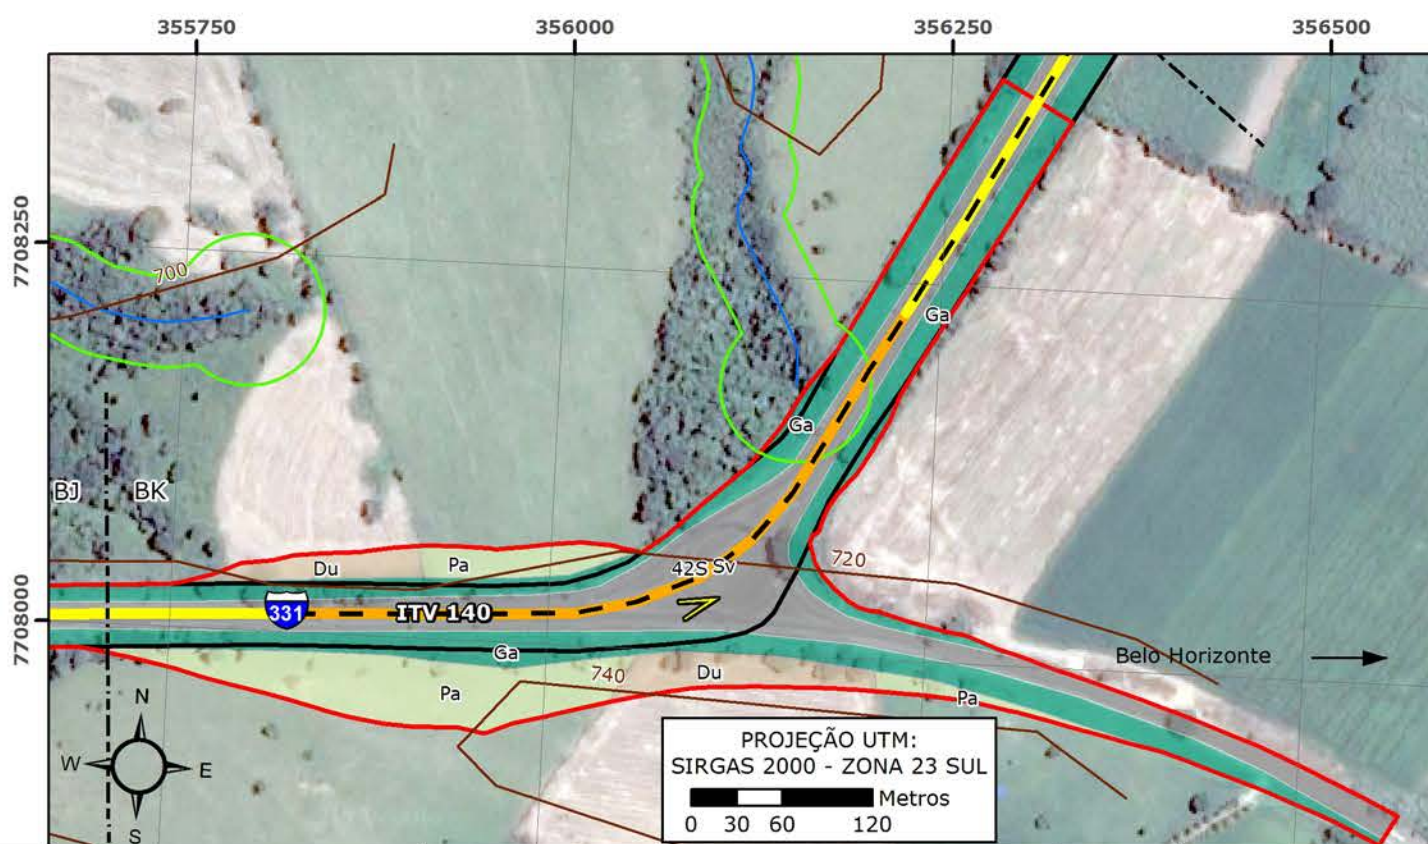 355750 356000 356250 356500
7708250
700
Ga
Ga
BJ BK
42S Sv
720
Du Pa
331 ITV 140
7708000
Ga
Belo Horizonte
740 Du
Pa Pa
N
W E
S
PROJEÇÃO UTM:
SIRGAS 2000 - ZONA 23 SUL
Metros
0 30 60 120